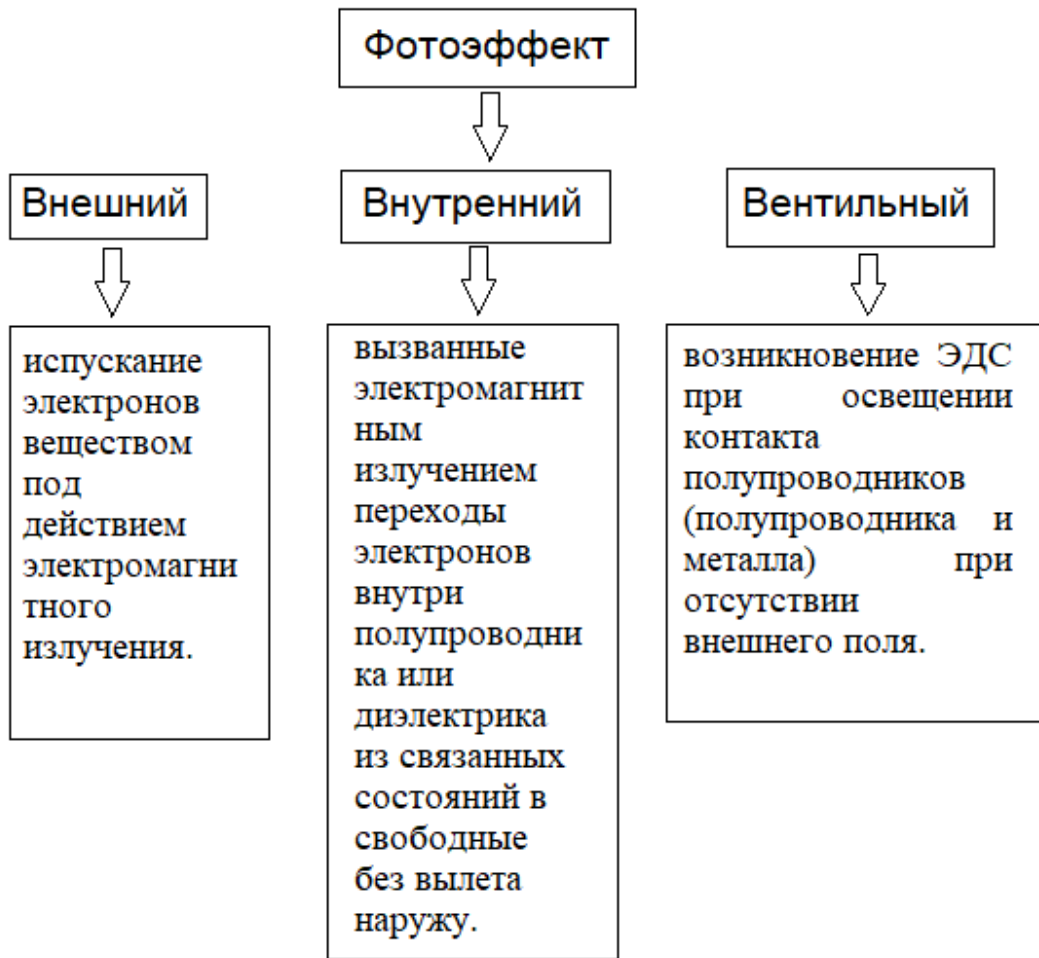 Фотоэффект
Внешний
Внутренний
Вентильный
испускание
электронов
веществом
под
действием
электромагни
тного
излучения.
вызванные
электромагнит
ным
излучением
переходы
электронов
внутри
полупроводни
ка или
диэлектрика
из связанных
состояний в
свободные
без вылета
наружу.
возникновение ЭДС
при освещении
контакта
полупроводников
(полупроводника и
металла) при
отсутствии
внешнего поля.